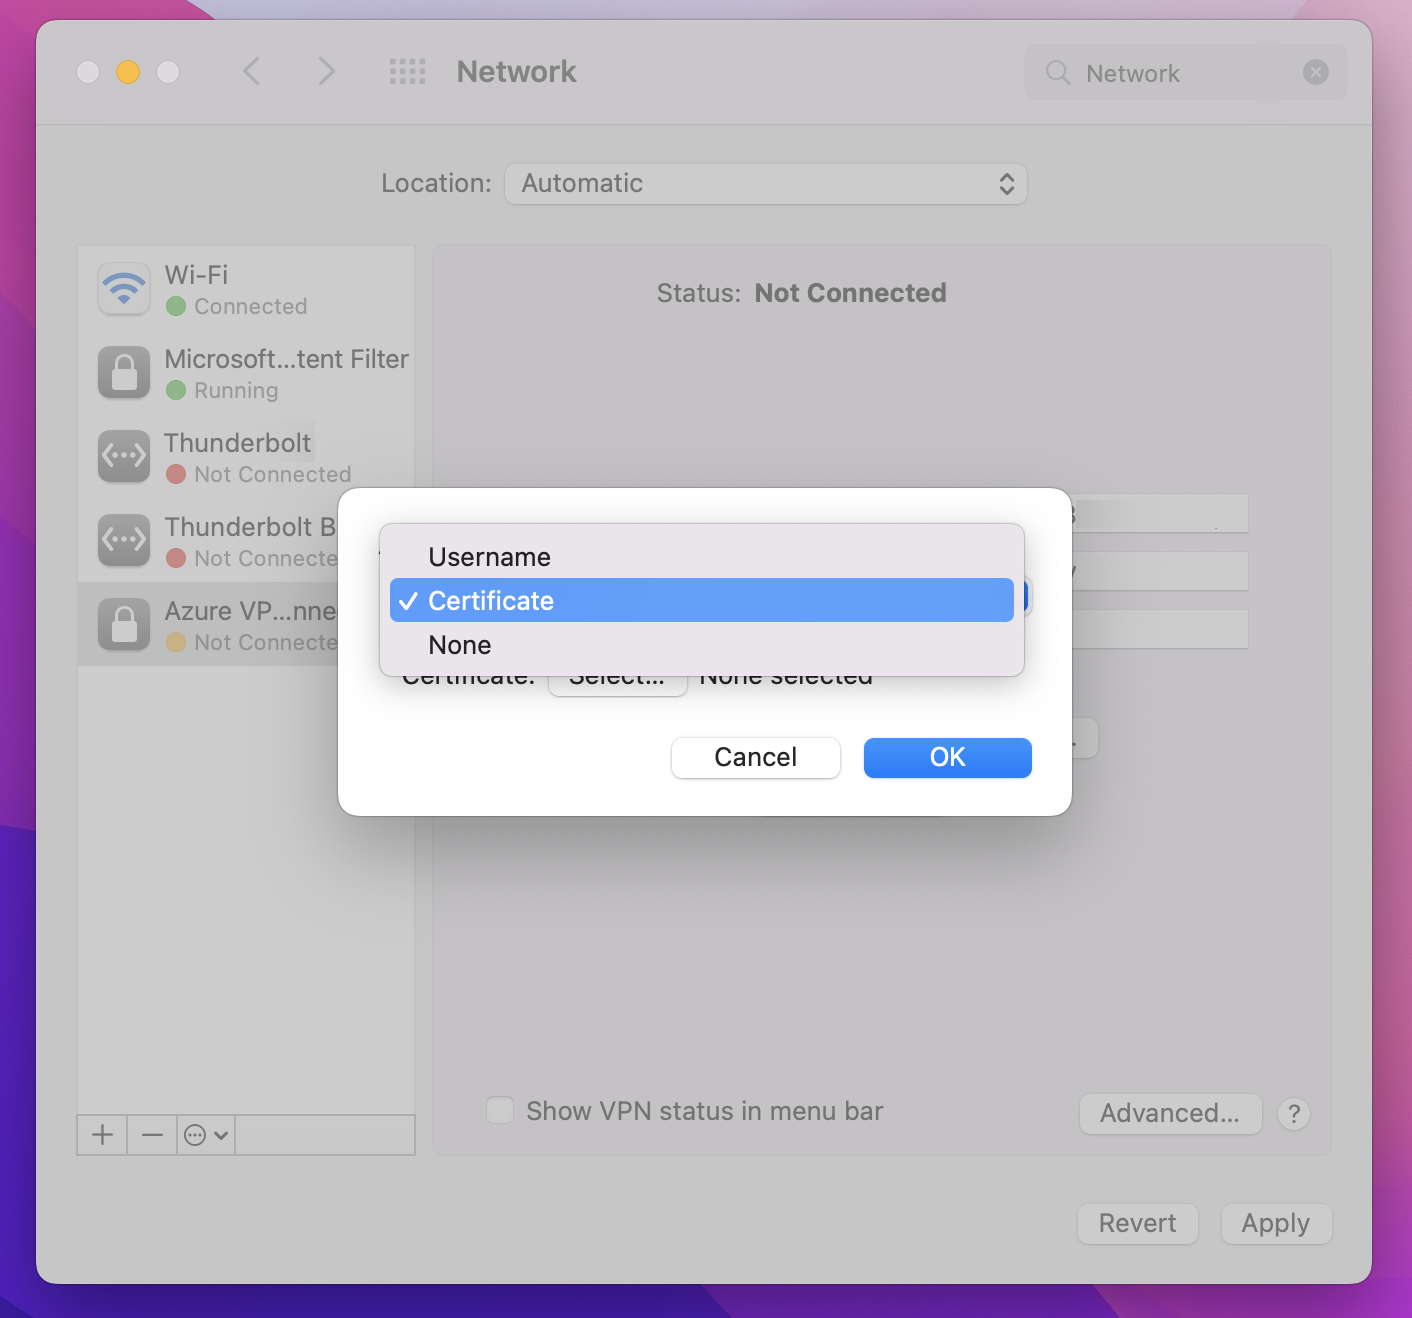 Network
Network
Location:
Automatic
Wi-Fi
Connected
Microsoft...tent Filter
Running
Thunderbolt
Not Connected
Thunderbolt B
Not Connecte
Azure VP...nne
Not Connecte
Status: Not Connected
Username
✓ Certificate
None
Certificate: Select... None selected
Cancel
OK
Show VPN status in menu bar
Advanced...
?
Revert
Apply